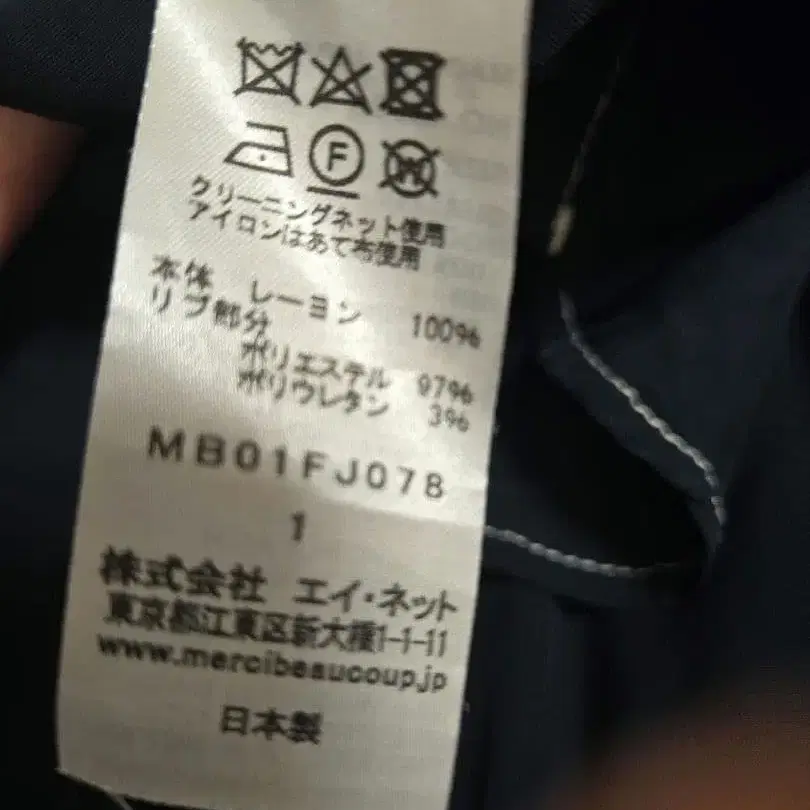 F
W
クリーニングネット使用
アイロンはあて布使用
本体 レーヨン 100%
リブ部分
ポリエステル 97%
ポリウレタン 3%
MB01FJ078
1
株式会社 エイ・ネット
東京都江東区新大橋1-1-11
www.mercibeaucoup.jp
日本製